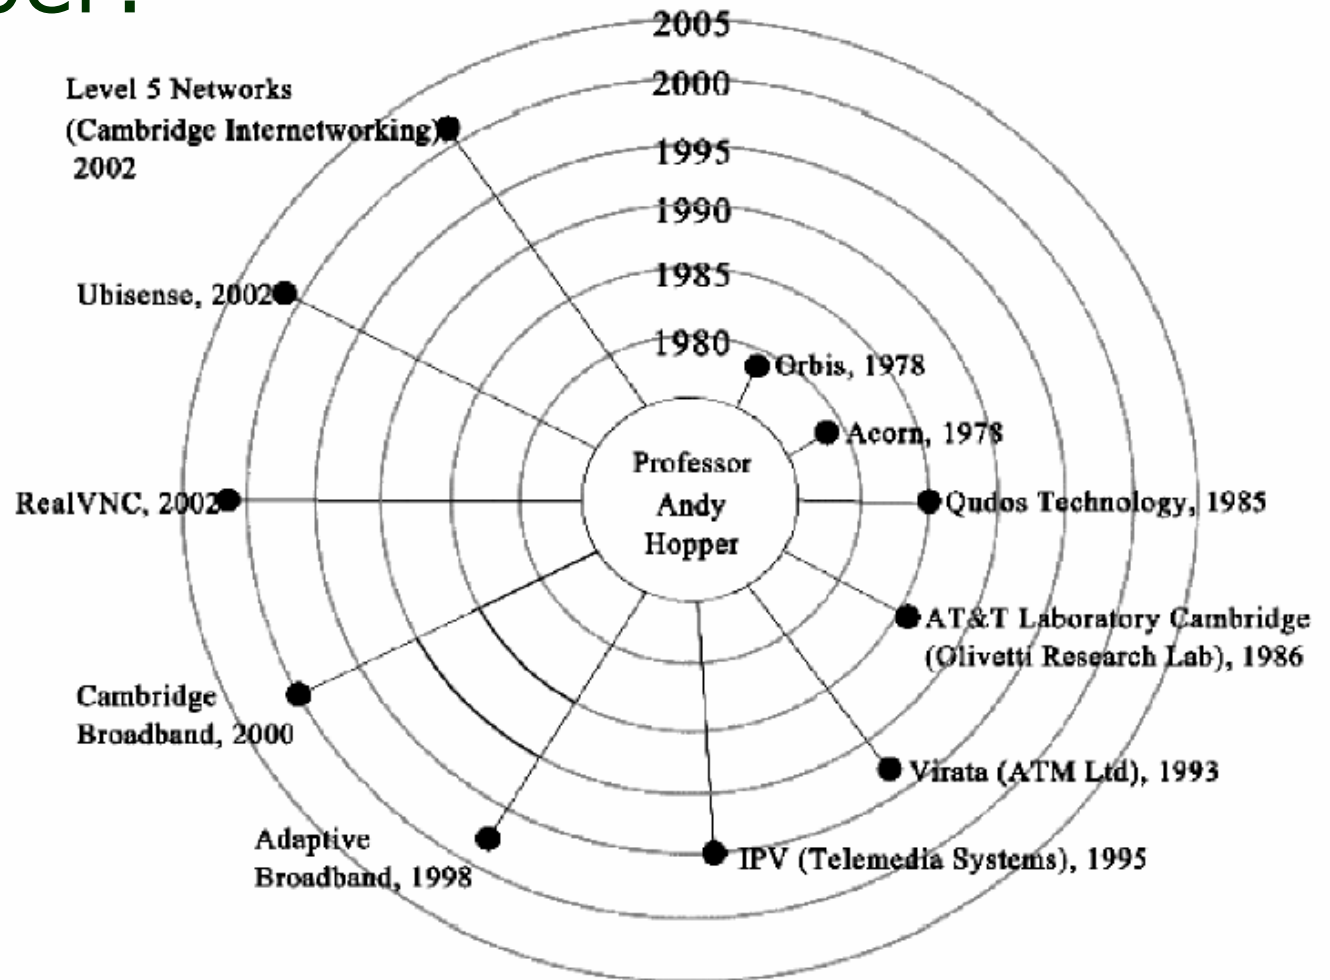 2005
2000
1995
1990
1985
1980
Level 5 Networks
(Cambridge Internetworking)
2002
Ubisense, 2002
RealVNC, 2002
Cambridge
Broadband, 2000
Adaptive
Broadband, 1998
Professor
Andy
Hopper
Orbis, 1978
Acorn, 1978
Qudos Technology, 1985
AT&T Laboratory Cambridge
(Olivetti Research Lab), 1986
Virata (ATM Ltd), 1993
IPV (Telemedia Systems), 1995